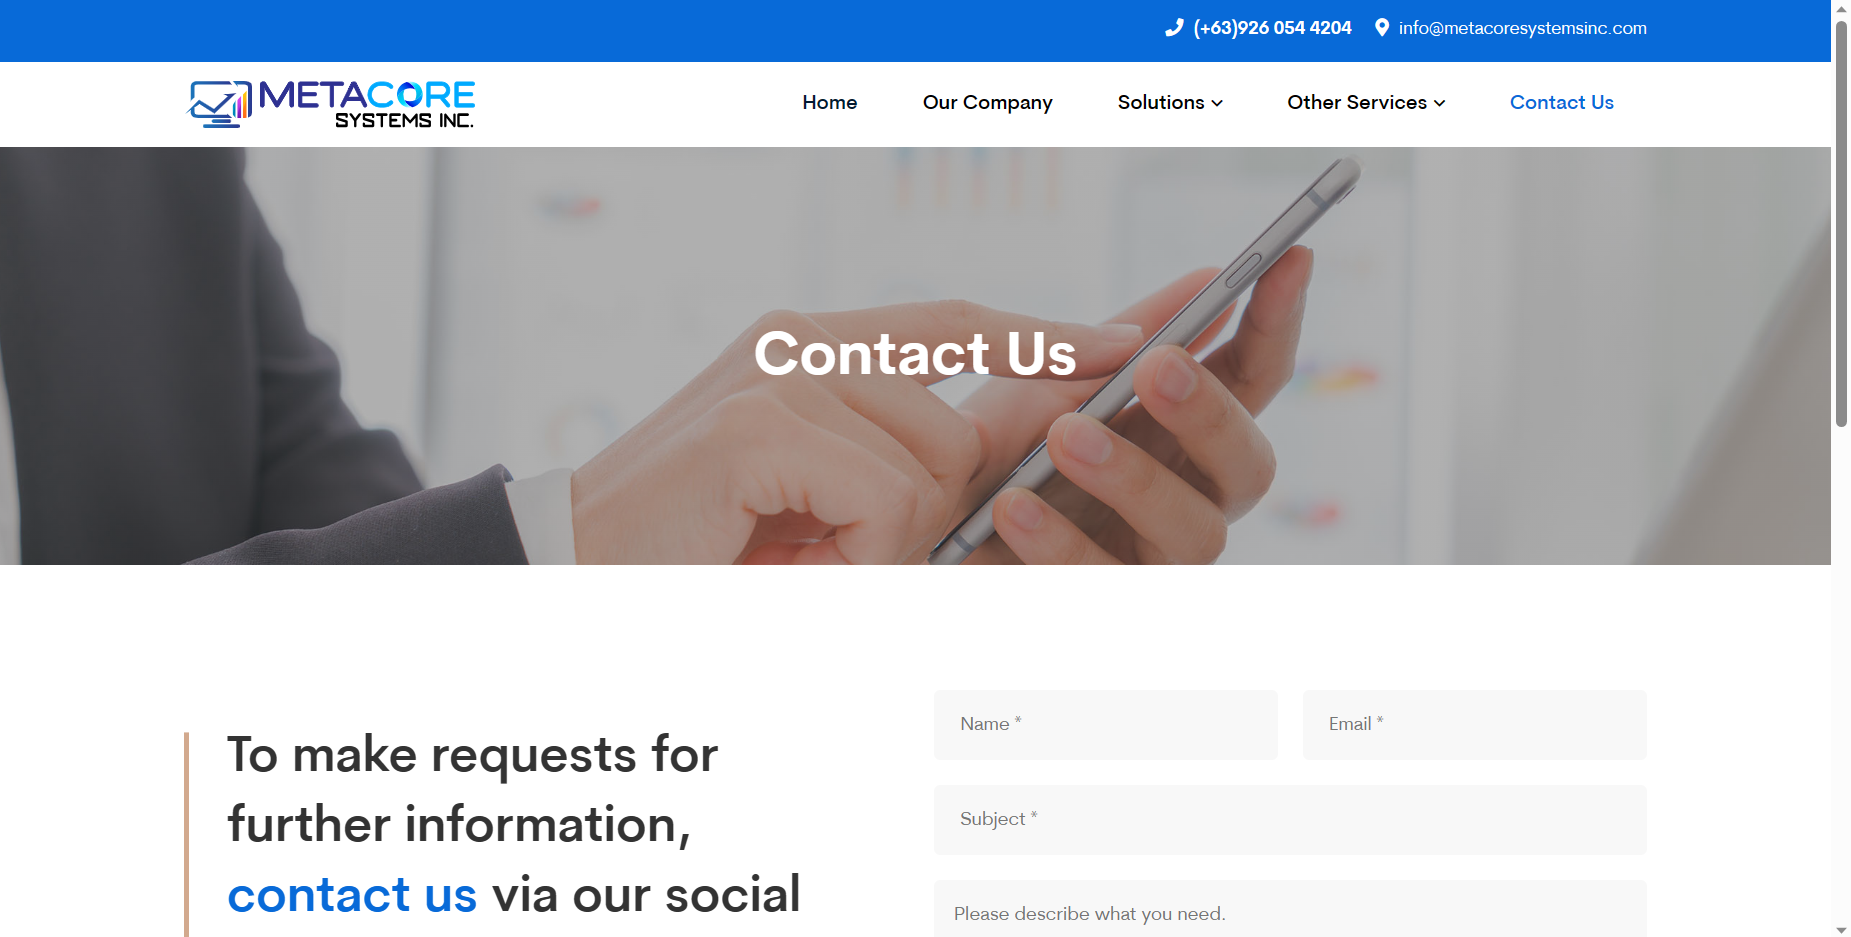 (+63)926 054 4204 info@metacoresystemsinc.com
METACORE
SYSTEMS INC.
Home Our Company Solutions Other Services Contact Us
Contact Us
Name * Email *
Subject *
Please describe what you need.
To make requests for
further information,
contact us via our social